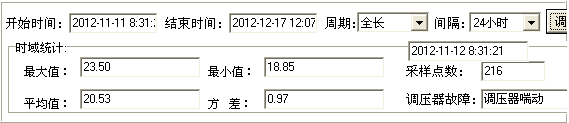 开始时间： 2012-11-11 8:31: 结束时间： 2012-12-17 12:07 周期： 全长 间隔： 24小时 调
时域统计：
2012-11-12 8:31:21
最大值： 23.50 最小值： 18.85 采样点数： 216
平均值： 20.53 方 差： 0.97 调压器故障： 调压器喘动